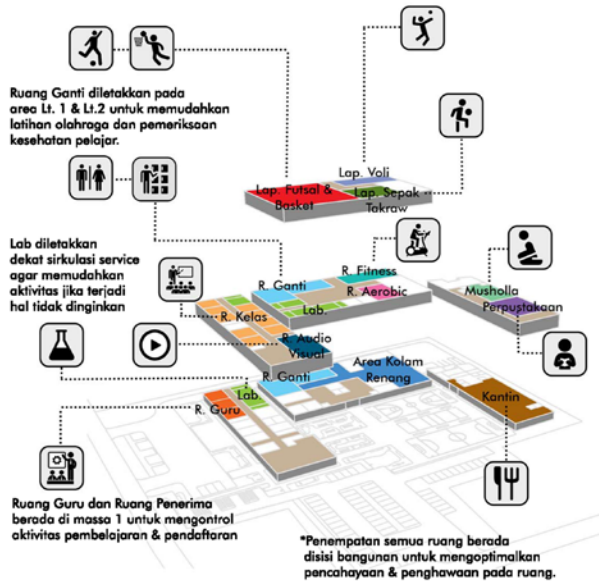 Ruang Ganti diletakkan pada
area Lt. 1 & Lt.2 untuk memudahkan
latihan olahraga dan pemeriksaan
kesehatan pelajar.
Lap. Voli
Lap. Futsal &
Basket
Lap. Sepak
Takraw
Lab diletakkan
dekat sirkulasi service
agar memudahkan
aktivitas jika terjadi
hal tidak dinginkan
R. Fitness
R. Ganti
R. Aerobic
Lab.
R. Kelas
R. Audio
Visual
Musholla
Perpustakaan
R. Ganti
Area Kolam
Renang
Lab.
R. Guru
Kantin
Ruang Guru dan Ruang Penerima
berada di massa 1 untuk mengontrol
aktivitas pembelajaran & pendaftaran
*Penempatan semua ruang berada
disisi bangunan untuk mengoptimalkan
pencahayaan & penghawaan pada ruang.